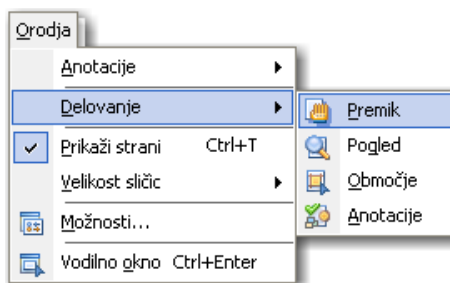 Orodja
Anotacije
Delovanje
Prikaži strani Ctrl+T
Velikost sličic
Možnosti...
Vodilno okno Ctrl+Enter
Premik
Pogled
Območje
Anotacije